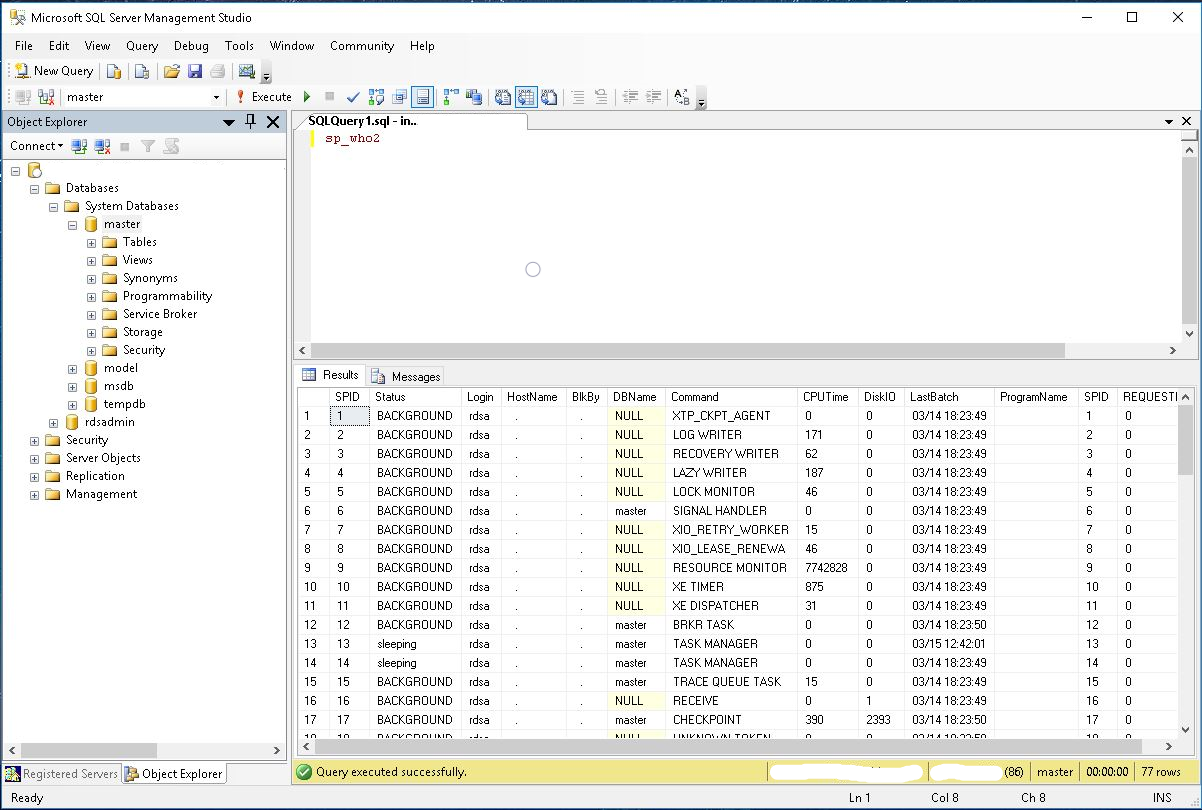 Microsoft SQL Server Management Studio
File Edit View Query Debug Tools Window Community Help
New Query
master Execute
Object Explorer
Connect
Databases
System Databases
master
Tables
Views
Synonyms
Programmability
Service Broker
Storage
Security
model
msdb
tempdb
rdsadmin
Security
Server Objects
Replication
Management
Registered Servers Object Explorer
SQLQuery1.sql - in..
sp_who2
Results Messages
SPID Status Login HostName BlkBy DBName Command CPUTime DiskIO LastBatch ProgramName SPID REQUESTI
1 1 BACKGROUND rdsa . . NULL XTP_CKPT_AGENT 0 0 03/14 18:23:49 1 0
2 2 BACKGROUND rdsa . . NULL LOG WRITER 171 0 03/14 18:23:49 2 0
3 3 BACKGROUND rdsa . . NULL RECOVERY WRITER 62 0 03/14 18:23:49 3 0
4 4 BACKGROUND rdsa . . NULL LAZY WRITER 187 0 03/14 18:23:49 4 0
5 5 BACKGROUND rdsa . . NULL LOCK MONITOR 46 0 03/14 18:23:49 5 0
6 6 BACKGROUND rdsa . . master SIGNAL HANDLER 0 0 03/14 18:23:49 6 0
7 7 BACKGROUND rdsa . . NULL XIO_RETRY_WORKER 15 0 03/14 18:23:49 7 0
8 8 BACKGROUND rdsa . . NULL XIO_LEASE_RENEWA 46 0 03/14 18:23:49 8 0
9 9 BACKGROUND rdsa . . NULL RESOURCE MONITOR 7742828 0 03/14 18:23:49 9 0
10 10 BACKGROUND rdsa . . NULL XE TIMER 875 0 03/14 18:23:49 10 0
11 11 BACKGROUND rdsa . . NULL XE DISPATCHER 31 0 03/14 18:23:49 11 0
12 12 BACKGROUND rdsa . . master BRKR TASK 0 0 03/14 18:23:50 12 0
13 13 sleeping rdsa . . master TASK MANAGER 0 0 03/15 12:42:01 13 0
14 14 sleeping rdsa . . master TASK MANAGER 0 0 03/14 18:23:49 14 0
15 15 BACKGROUND rdsa . . master TRACE QUEUE TASK 15 0 03/14 18:23:49 15 0
16 16 BACKGROUND rdsa . . NULL RECEIVE 0 1 03/14 18:23:49 16 0
17 17 BACKGROUND rdsa . . master CHECKPOINT 390 2393 03/14 18:23:50 17 0
Query executed successfully. (86) master 00:00:00 77 rows
Ready Ln 1 Col 8 Ch 8 INS